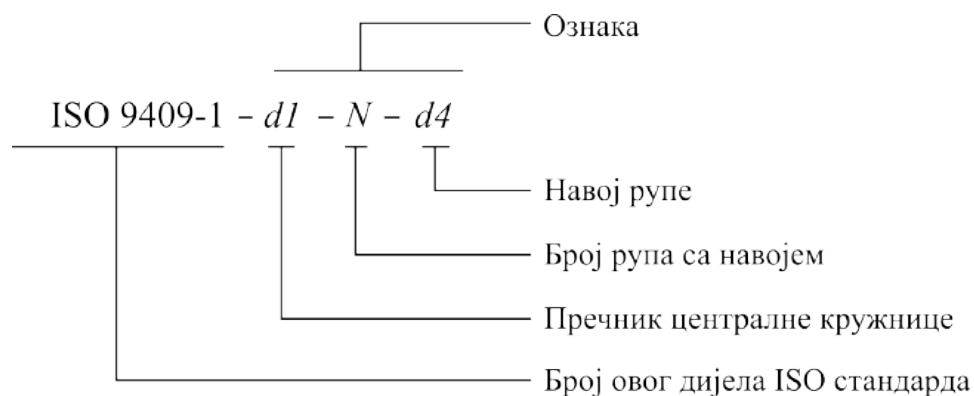 Ознака
ISO 9409-1 – d1 – N – d4
Навој рупе
Број рупа са навојем
Пречник централне кружнице
Број овог дијела ISO стандарда